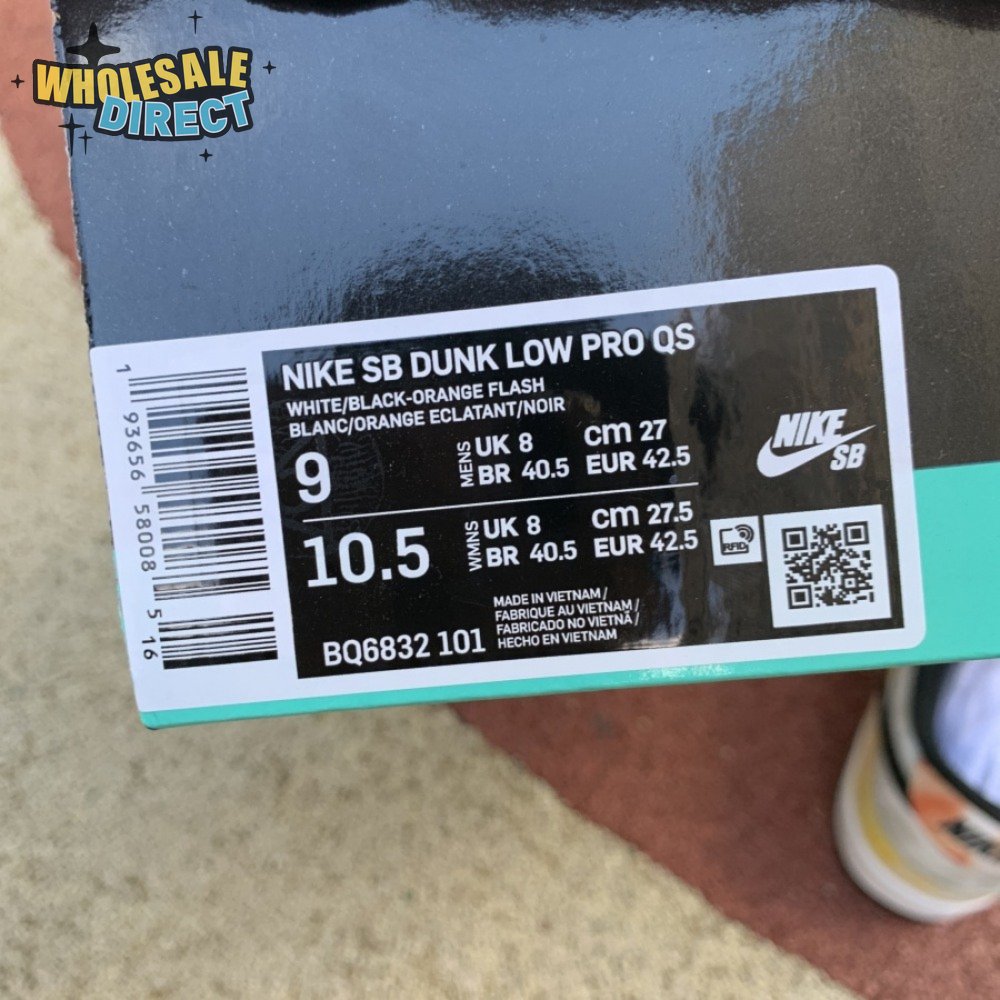 WHOLESALE
DIRECT
NIKE SB DUNK LOW PRO QS
WHITE/BLACK-ORANGE FLASH
BLANC/ORANGE ECLATANT/NOIR
9
MENS
UK 8 cm 27
BR 40.5 EUR 42.5
10.5
WMNS
UK 8 cm 27.5
BR 40.5 EUR 42.5
BQ6832 101
MADE IN VIETNAM /
FABRIQUE AU VIETNAM /
FABRICADO NO VIETNÃ /
HECHO EN VIETNAM
NIKE
SB
RFID
1 93656 58008 5 16